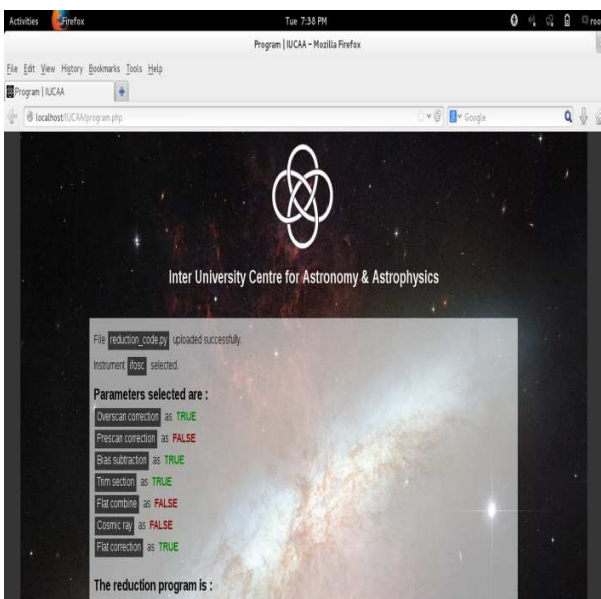 Activities Firefox Tue 7:38 PM roo
Program | IUCAA - Mozilla Firefox
File Edit View History Bookmarks Tools Help
Program | IUCAA
localhost/IUCAA/program.php Google
Inter University Centre for Astronomy & Astrophysics
File reduction_code.py uploaded successfully.
Instrument ifosc selected.
Parameters selected are :
Overscan correction as TRUE
Prescan correction as FALSE
Bias subtraction as TRUE
Trim section as TRUE
Flat combine as FALSE
Cosmic ray as FALSE
Flat correction as TRUE
The reduction program is :